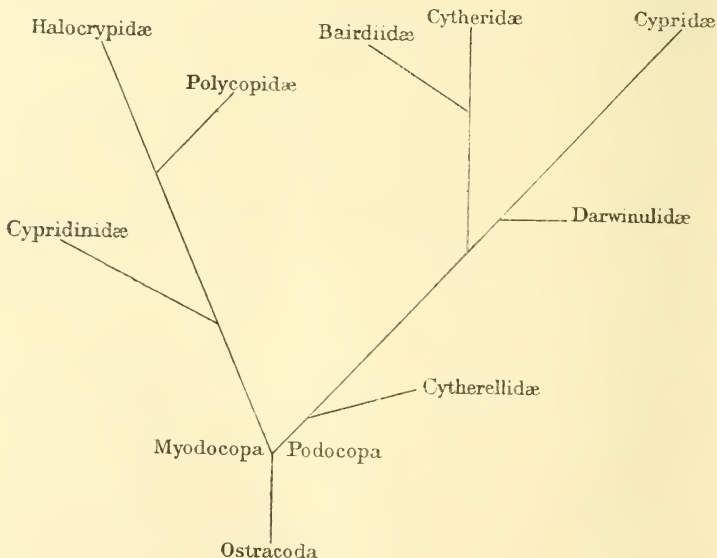 Halocrypidæ
Polycopidæ
Bairdiidæ
Cytheridæ
Cypridæ
Cypridinidæ
Darwinulidæ
Cytherellidæ
Myodocopa
Podocopa
Ostracoda